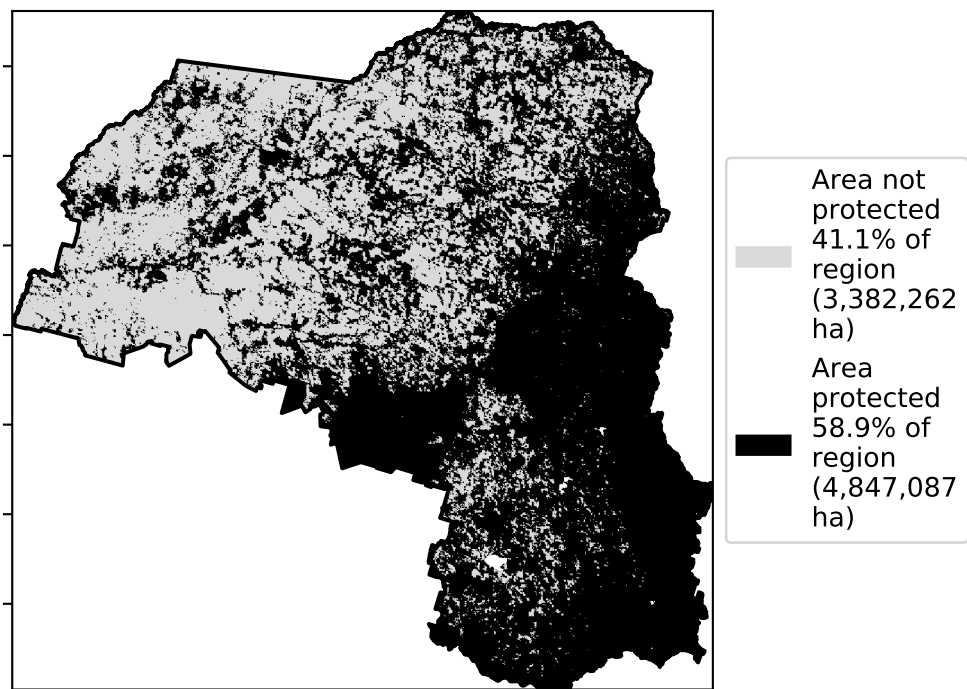 Area not
protected
41.1% of
region
(3,382,262
ha)
Area
protected
58.9% of
region
(4,847,087
ha)